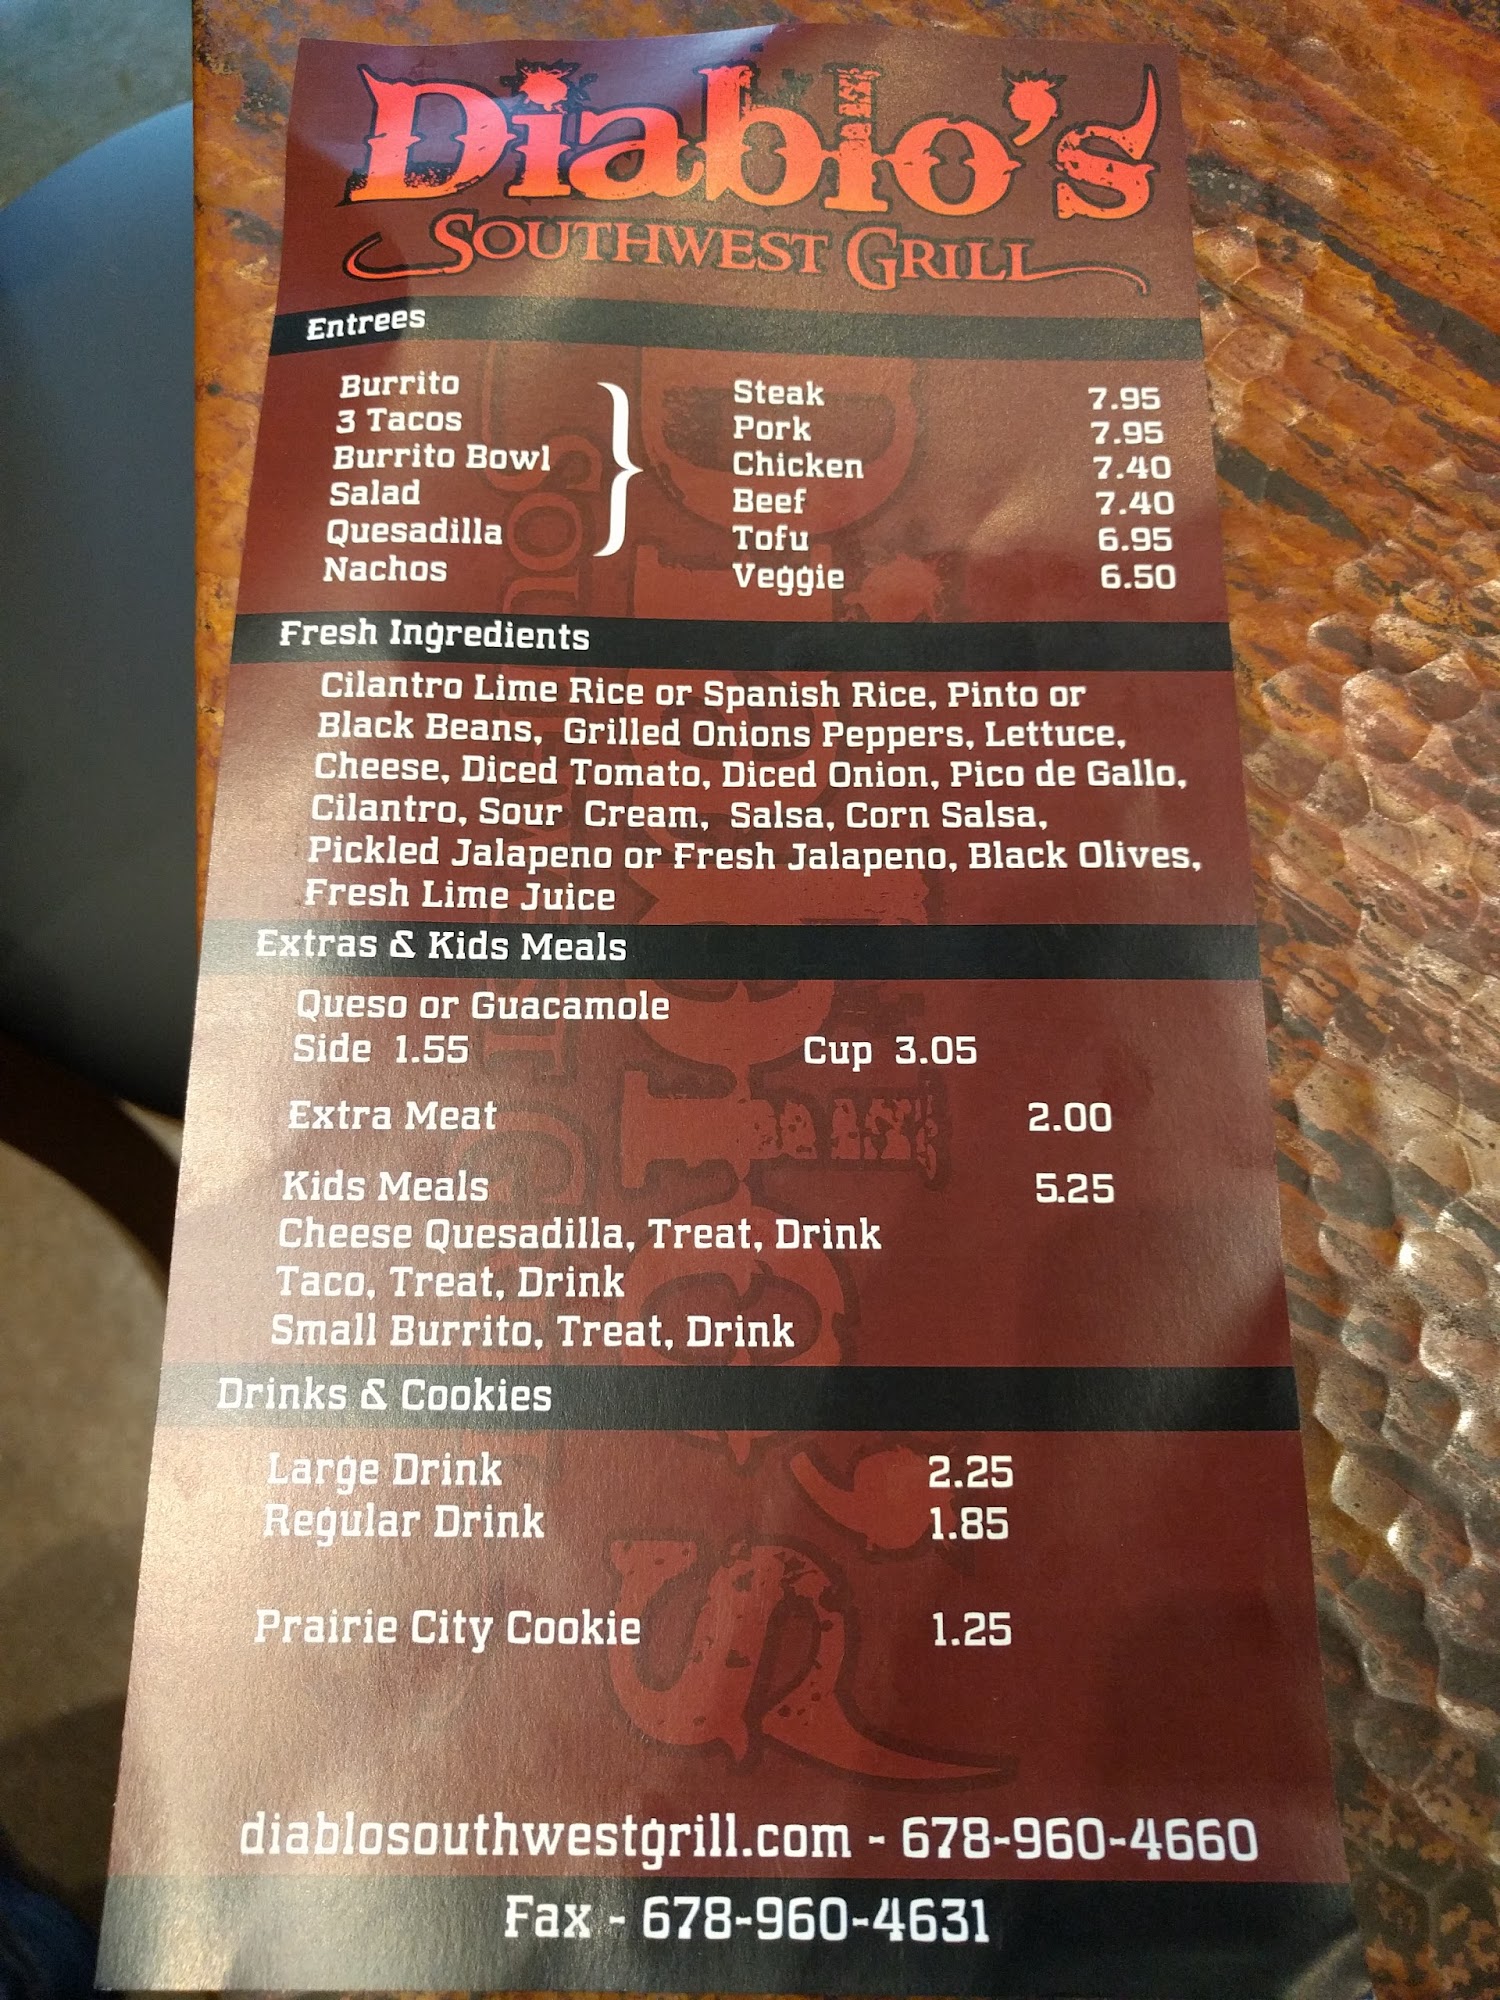 Diablo's
Southwest Grill
Entrees
Burrito
3 Tacos
Burrito Bowl
Salad
Quesadilla
Nachos
Steak 7.95
Pork 7.95
Chicken 7.40
Beef 7.40
Tofu 6.95
Veggie 6.50
Fresh Ingredients
Cilantro Lime Rice or Spanish Rice, Pinto or
Black Beans, Grilled Onions Peppers, Lettuce,
Cheese, Diced Tomato, Diced Onion, Pico de Gallo,
Cilantro, Sour Cream, Salsa, Corn Salsa,
Pickled Jalapeno or Fresh Jalapeno, Black Olives,
Fresh Lime Juice
Extras & Kids Meals
Queso or Guacamole
Side 1.55 Cup 3.05
Extra Meat 2.00
Kids Meals 5.25
Cheese Quesadilla, Treat, Drink
Taco, Treat, Drink
Small Burrito, Treat, Drink
Drinks & Cookies
Large Drink 2.25
Regular Drink 1.85
Prairie City Cookie 1.25
diablosouthwestgrill.com - 678-960-4660
Fax - 678-960-4631